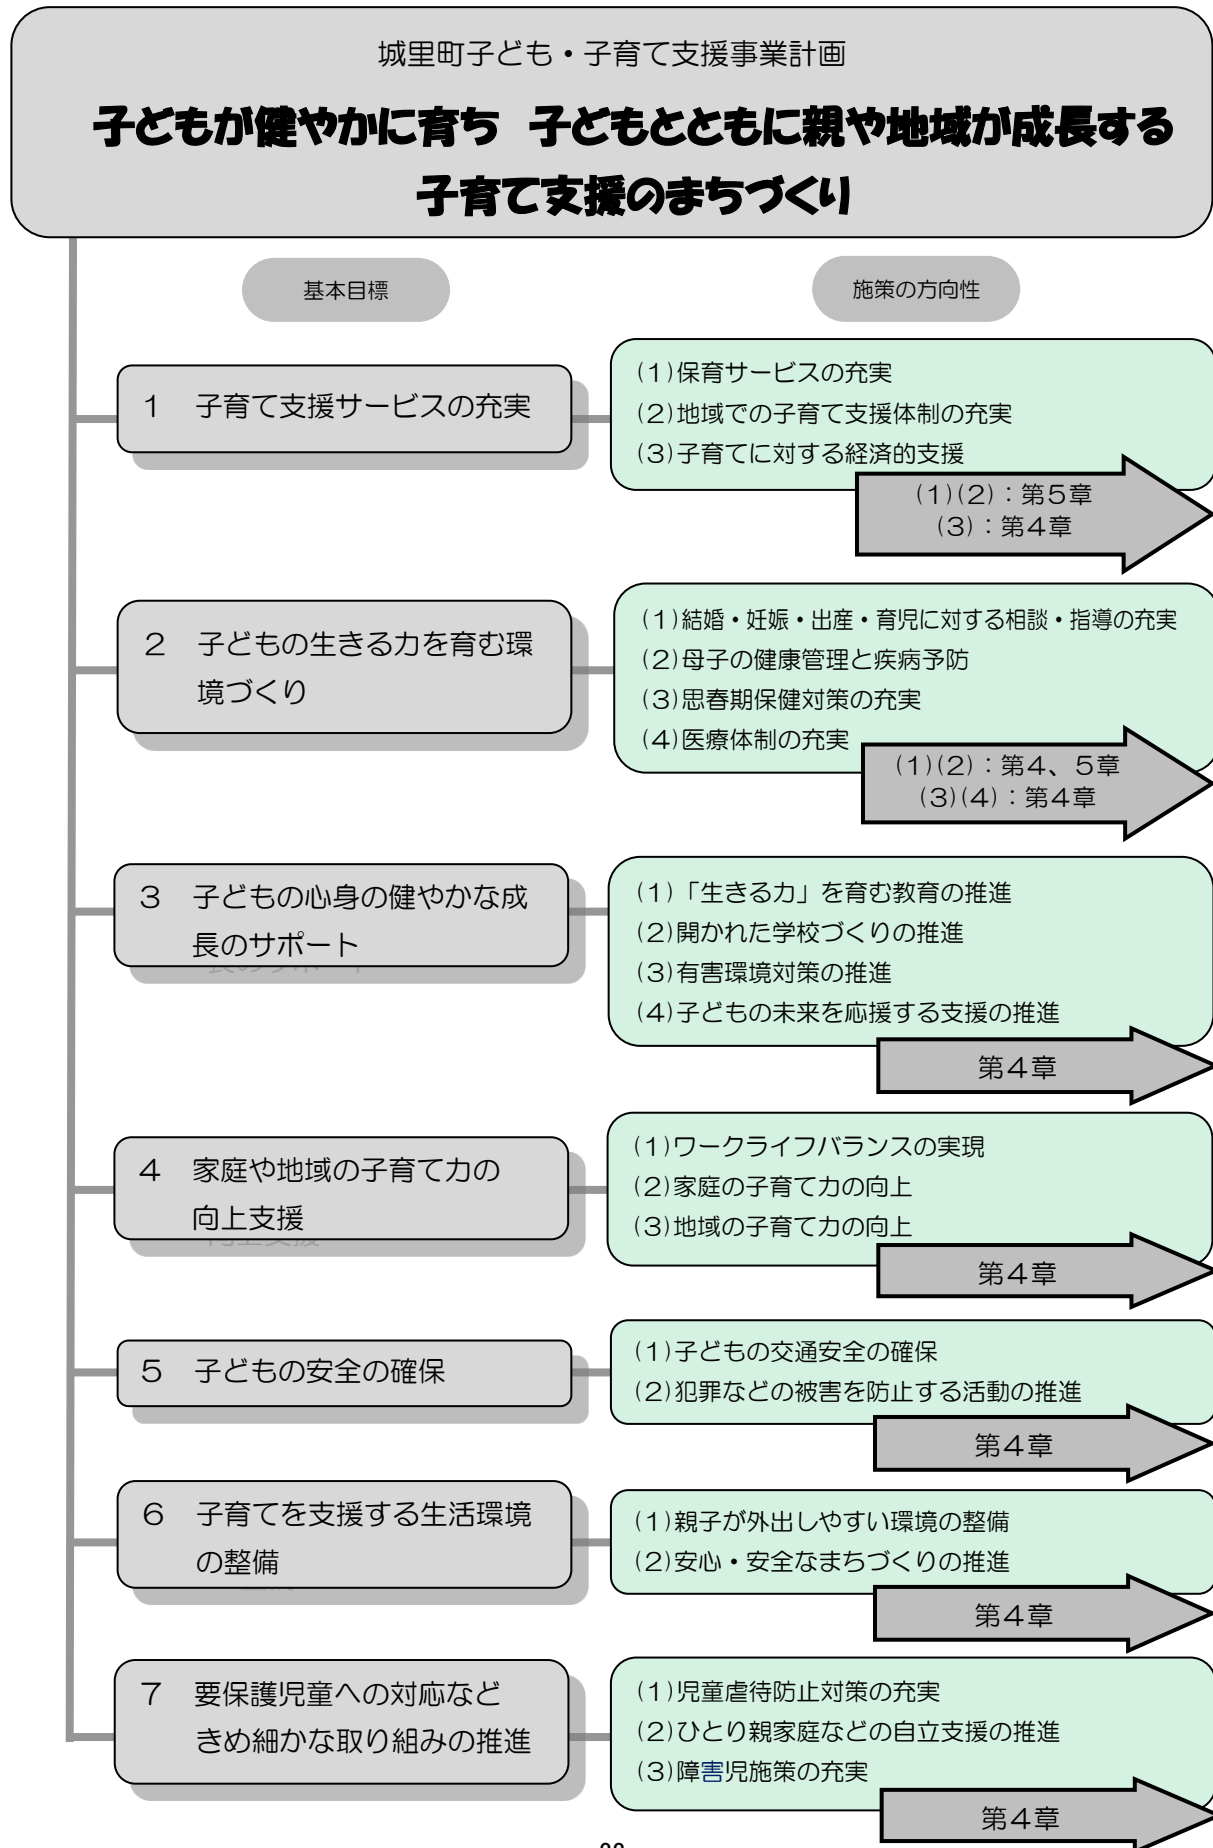 城里町子ども・子育て支援事業計画
子どもが健やかに育ち　子どもとともに親や地域が成長する
子育て支援のまちづくり
基本目標
施策の方向性
１　子育て支援サービスの充実
(1)保育サービスの充実
(2)地域での子育て支援体制の充実
(3)子育てに対する経済的支援
(1)(2)：第５章
(3)：第４章
２　子どもの生きる力を育む環
境づくり
(1)結婚・妊娠・出産・育児に対する相談・指導の充実
(2)母子の健康管理と疾病予防
(3)思春期保健対策の充実
(4)医療体制の充実
(1)(2)：第４、５章
(3)(4)：第４章
３　子どもの心身の健やかな成
長のサポート
(1)「生きる力」を育む教育の推進
(2)開かれた学校づくりの推進
(3)有害環境対策の推進
(4)子どもの未来を応援する支援の推進
第４章
４　家庭や地域の子育て力の
向上支援
(1)ワークライフバランスの実現
(2)家庭の子育て力の向上
(3)地域の子育て力の向上
第４章
５　子どもの安全の確保
(1)子どもの交通安全の確保
(2)犯罪などの被害を防止する活動の推進
第４章
６　子育てを支援する生活環境
の整備
(1)親子が外出しやすい環境の整備
(2)安心・安全なまちづくりの推進
第４章
７　要保護児童への対応など
きめ細かな取り組みの推進
(1)児童虐待防止対策の充実
(2)ひとり親家庭などの自立支援の推進
(3)障害児施策の充実
第４章